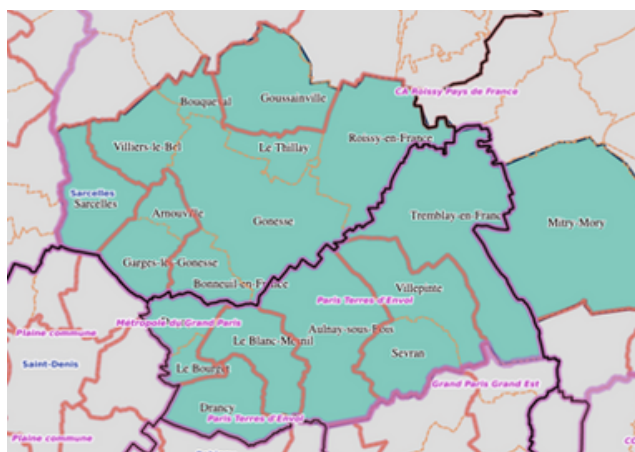 CA Roissy Pays de France
Goussainville
Bouqueval
Roissy-en-France
Villiers-le-Bel
Le Thillay
Sarcelles
Sarcelles
Arnouville
Gonesse
Tremblay-en-Franc
Mitry-Mory
Garges-les-Gonesse
Bonneuil-en-France
Villepinte
Paris Terres d'Envol
Métropole du Grand Paris
Plaine commune
Aulnay-sous-Bois
Le Blanc-Mesnil
Sevran
Saint-Denis
Le Bourget
Grand Paris Grand Est
Drancy
Paris Terres d'Envol
Plaine commune